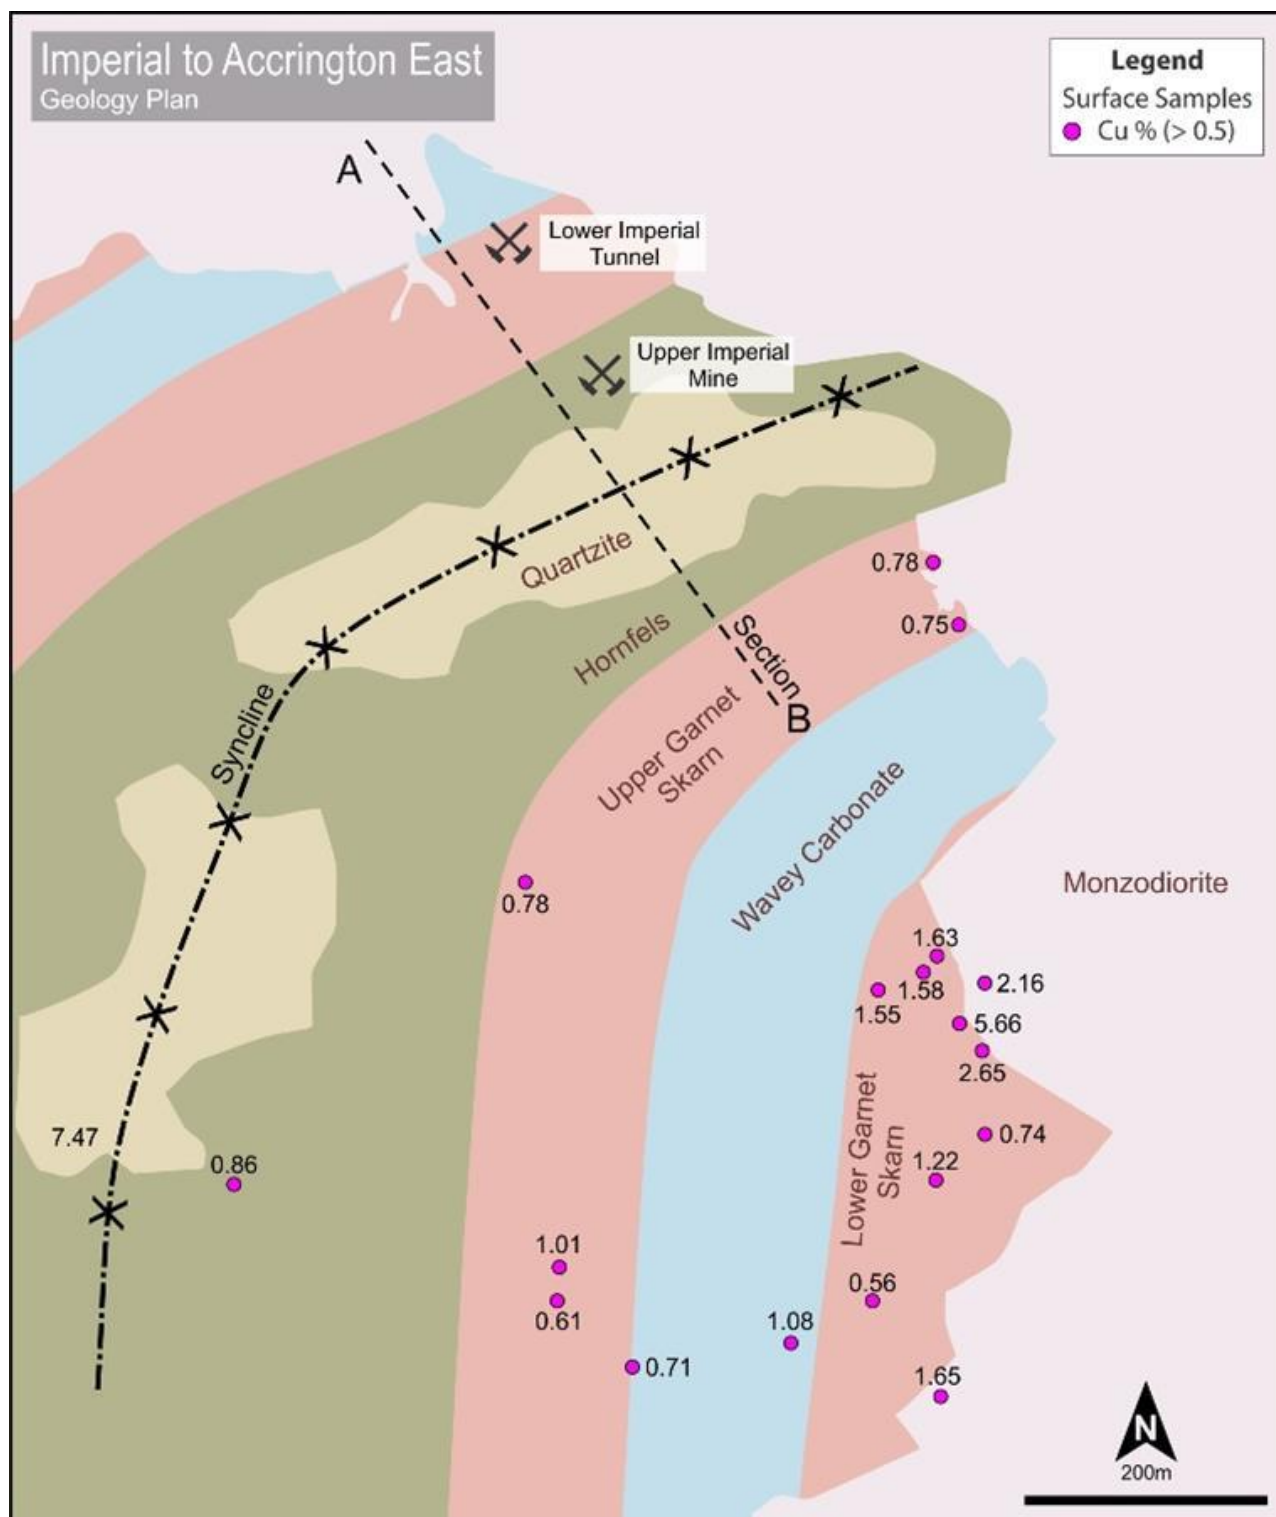 Imperial to Accrington East
Geology Plan
Legend
Surface Samples
Cu % (> 0.5)
A
Lower Imperial
Tunnel
Upper Imperial
Mine
Quartzite
0.78
0.75
Hornfels
Section
B
Syncline
Upper Garnet
Skarn
Wavey Carbonate
Monzodiorite
0.78
1.63
1.58
2.16
1.55
5.66
2.65
Lower Garnet
Skarn
0.74
7.47
0.86
1.22
1.01
0.61
0.56
1.08
0.71
1.65
N
200m